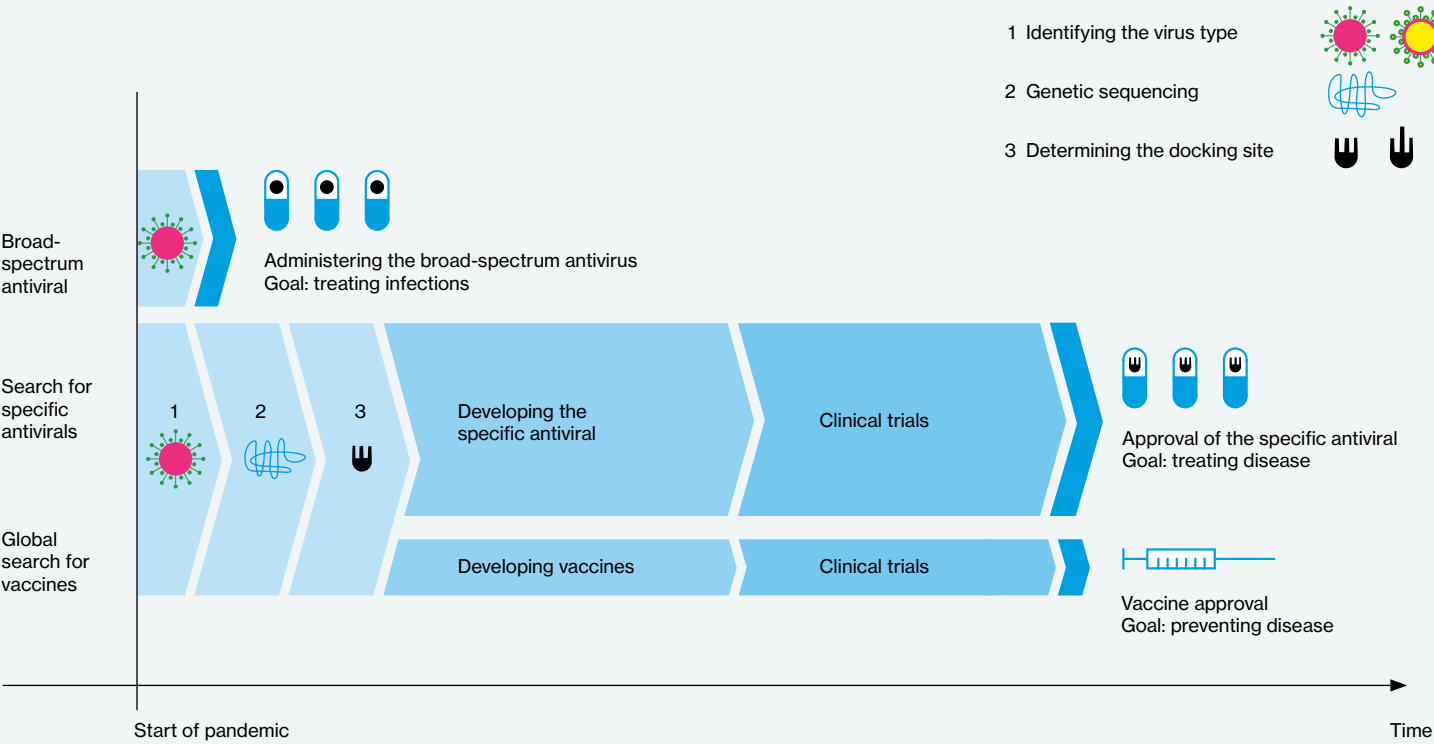 1 Identifying the virus type
2 Genetic sequencing
3 Determining the docking site
Broad-
spectrum
antiviral
Administering the broad-spectrum antivirus
Goal: treating infections
Search for
specific
antivirals
1
2
3
Developing the
specific antiviral
Clinical trials
Approval of the specific antiviral
Goal: treating disease
Global
search for
vaccines
Developing vaccines
Clinical trials
Vaccine approval
Goal: preventing disease
Start of pandemic
Time